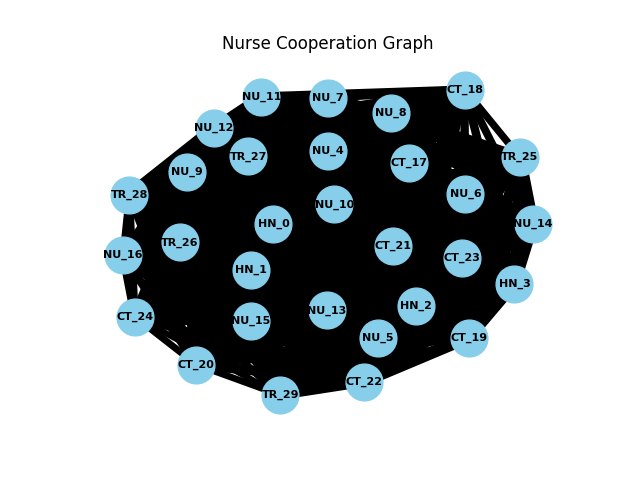 Nurse Cooperation Graph
CT_18
NU_11
NU_7
NU_8
NU_12
NU_4
TR_27
TR_25
CT_17
NU_9
TR_28
NU_6
NU_10
HN_0
NU_14
TR_26
CT_21
NU_16
CT_23
HN_1
HN_3
HN_2
NU_13
CT_24
NU_15
NU_5
CT_19
CT_20
CT_22
TR_29